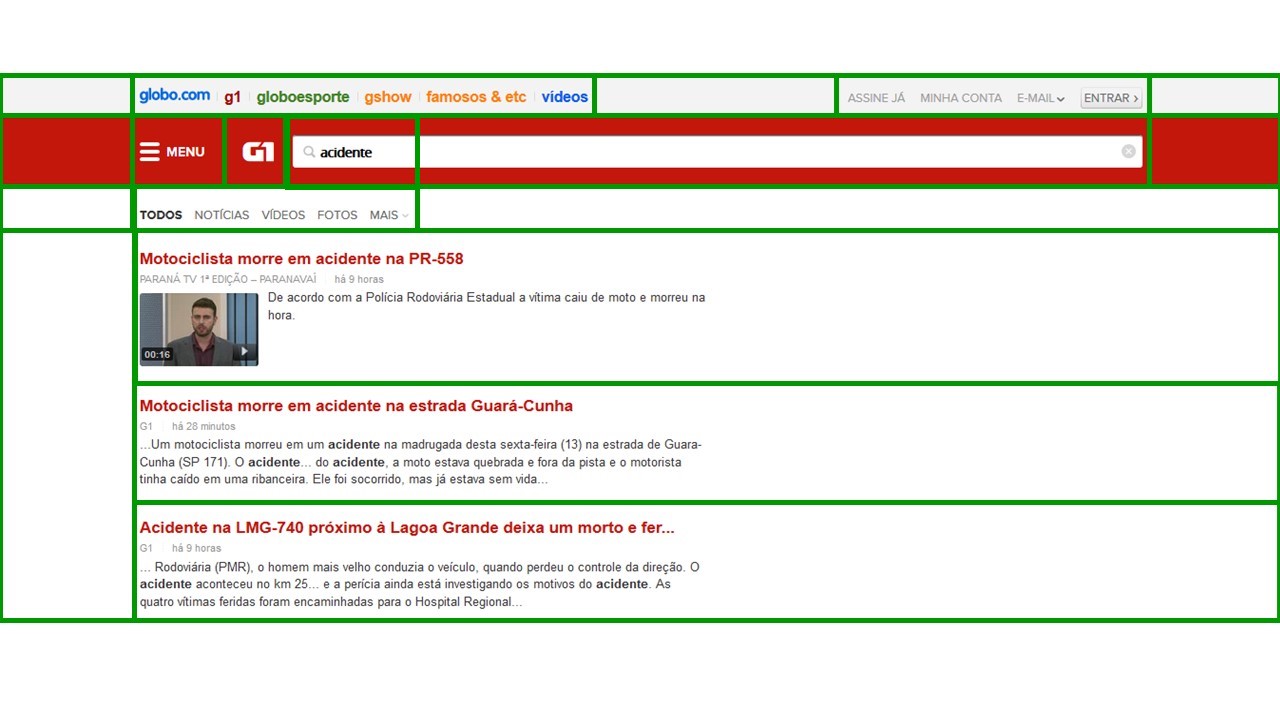 globo.com g1 globoesporte gshow famosos & etc vídeos ASSINE JÁ MINHA CONTA E-MAIL ENTRAR ›
MENU G1 acidente
TODOS NOTÍCIAS VÍDEOS FOTOS MAIS
Motociclista morre em acidente na PR-558
PARANÁ TV 1ª EDIÇÃO – PARANAVAÍ há 9 horas
De acordo com a Polícia Rodoviária Estadual a vítima caiu de moto e morreu na
hora.
00:16
Motociclista morre em acidente na estrada Guará-Cunha
G1 há 28 minutos
...Um motociclista morreu em um acidente na madrugada desta sexta-feira (13) na estrada de Guara-
Cunha (SP 171). O acidente... do acidente, a moto estava quebrada e fora da pista e o motorista
tinha caído em uma ribanceira. Ele foi socorrido, mas já estava sem vida...
Acidente na LMG-740 próximo à Lagoa Grande deixa um morto e fer...
G1 há 9 horas
... Rodoviária (PMR), o homem mais velho conduzia o veículo, quando perdeu o controle da direção. O
acidente aconteceu no km 25... e a perícia ainda está investigando os motivos do acidente. As
quatro vítimas feridas foram encaminhadas para o Hospital Regional...